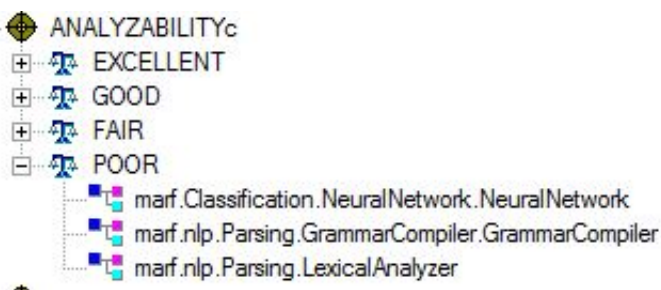 ANALYZABILITYc
EXCELLENT
GOOD
FAIR
POOR
marf.Classification.NeuralNetwork.NeuralNetwork
marf.nlp.Parsing.GrammarCompiler.GrammarCompiler
marf.nlp.Parsing.LexicalAnalyzer